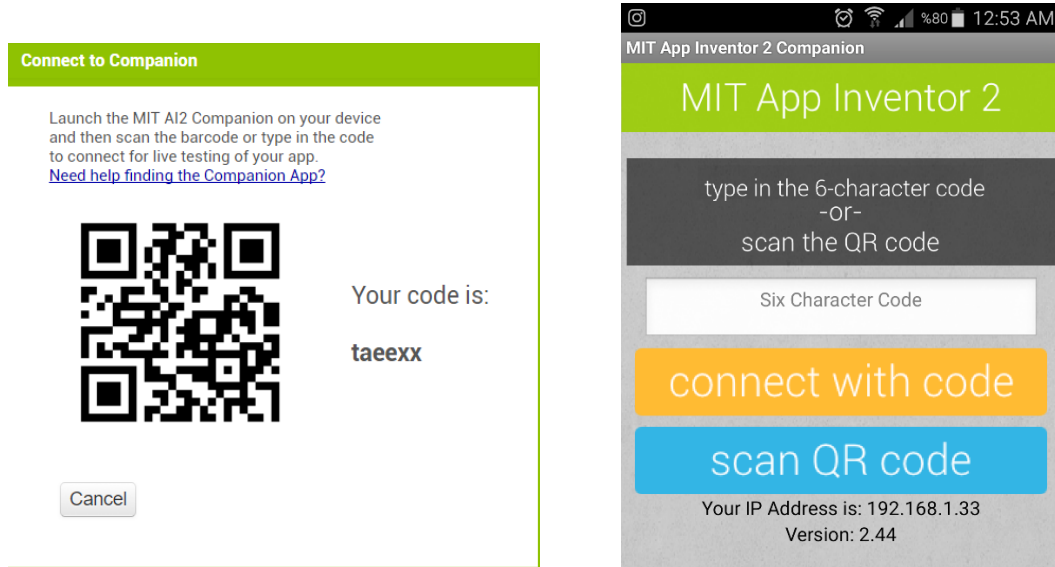 Connect to Companion
Launch the MIT AI2 Companion on your device
and then scan the barcode or type in the code
to connect for live testing of your app.
Need help finding the Companion App?
Your code is:
taeexx
Cancel
%80 12:53 AM
MIT App Inventor 2 Companion
MIT App Inventor 2
type in the 6-character code
-or-
scan the QR code
Six Character Code
connect with code
scan QR code
Your IP Address is: 192.168.1.33
Version: 2.44